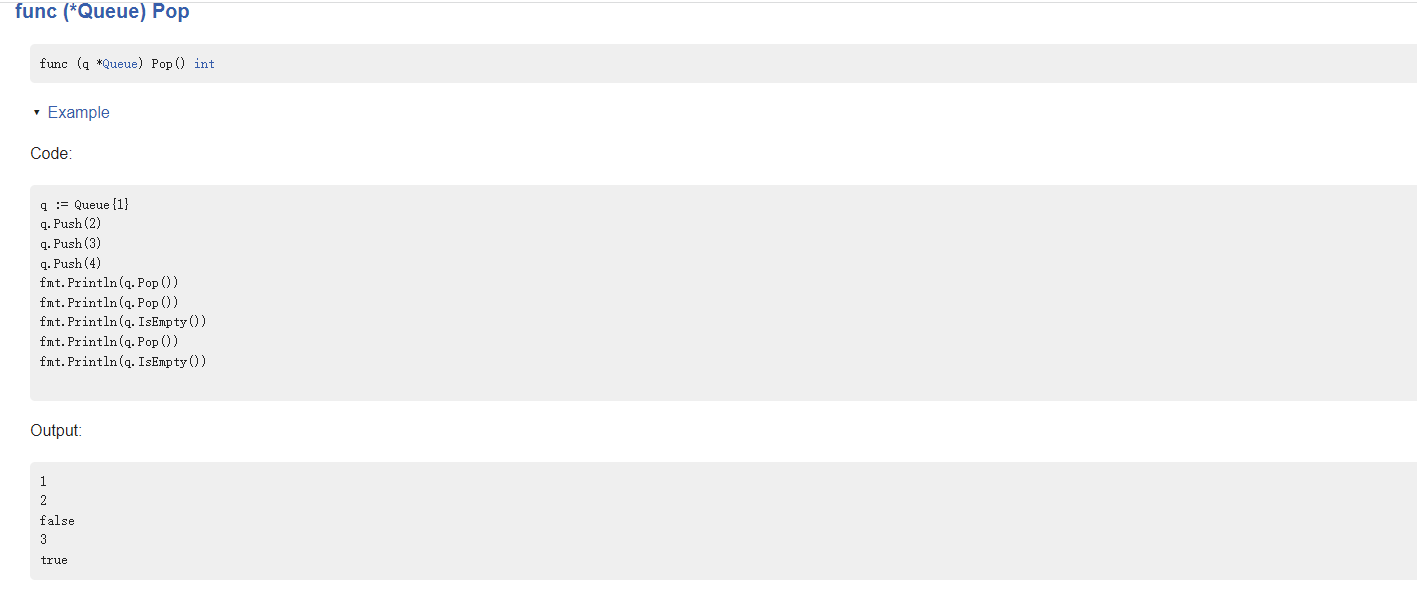 func (*Queue) Pop
func (q *Queue) Pop() int
▾ Example
Code:
q := Queue{1}
q.Push(2)
q.Push(3)
q.Push(4)
fmt.Println(q.Pop())
fmt.Println(q.Pop())
fmt.Println(q.IsEmpty())
fmt.Println(q.Pop())
fmt.Println(q.IsEmpty())
Output:
1
2
false
3
true